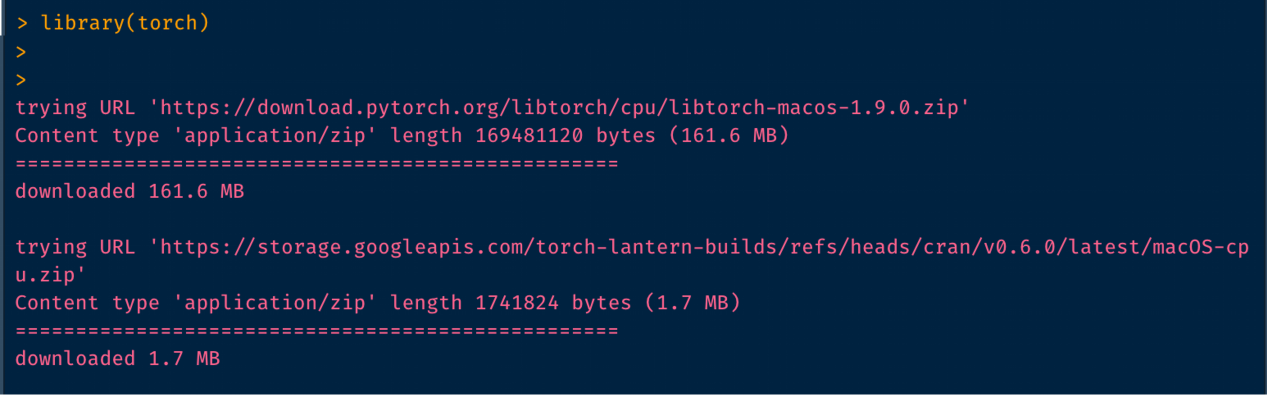 > library(torch)
>
>
trying URL 'https://download.pytorch.org/libtorch/cpu/libtorch-macos-1.9.0.zip'
Content type 'application/zip' length 169481120 bytes (161.6 MB)
==================================================
downloaded 161.6 MB
trying URL 'https://storage.googleapis.com/torch-lantern-builds/refs/heads/cran/v0.6.0/latest/macOS-cp
u.zip'
Content type 'application/zip' length 1741824 bytes (1.7 MB)
==================================================
downloaded 1.7 MB